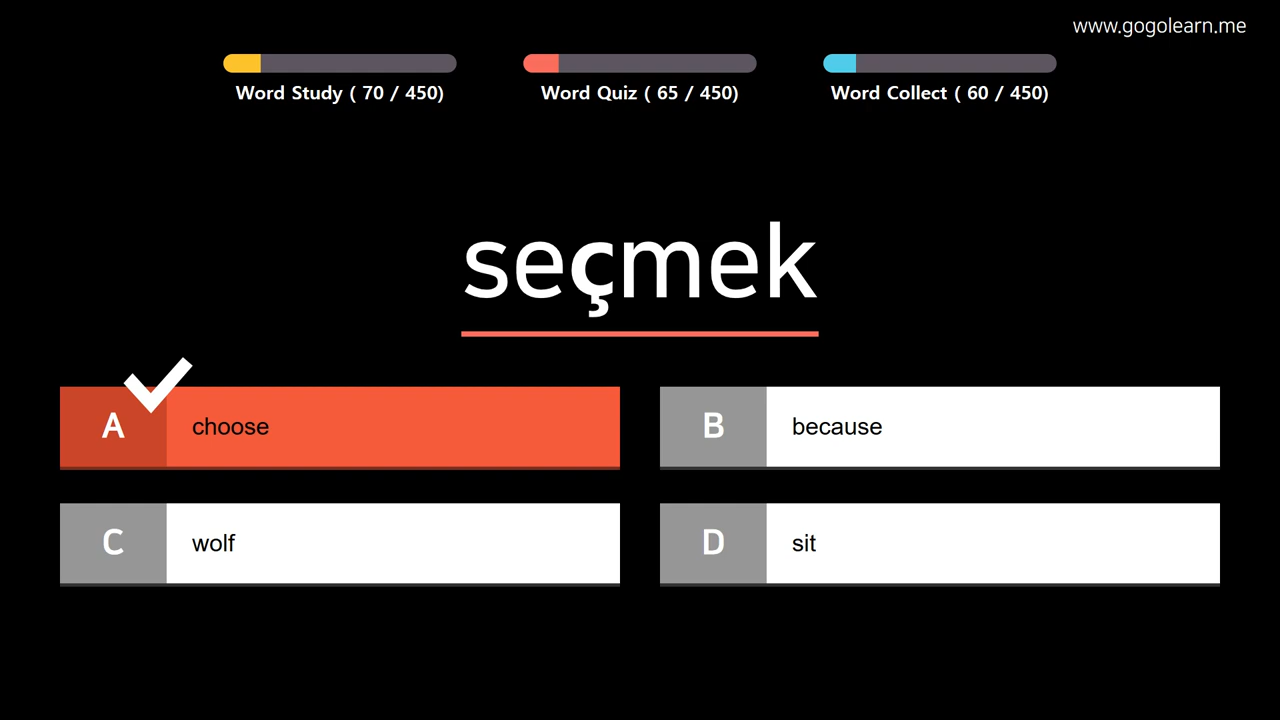 www.gogolearn.me
Word Study ( 70 / 450)
Word Quiz ( 65 / 450)
Word Collect ( 60 / 450)
seçmek
A choose
B because
C wolf
D sit